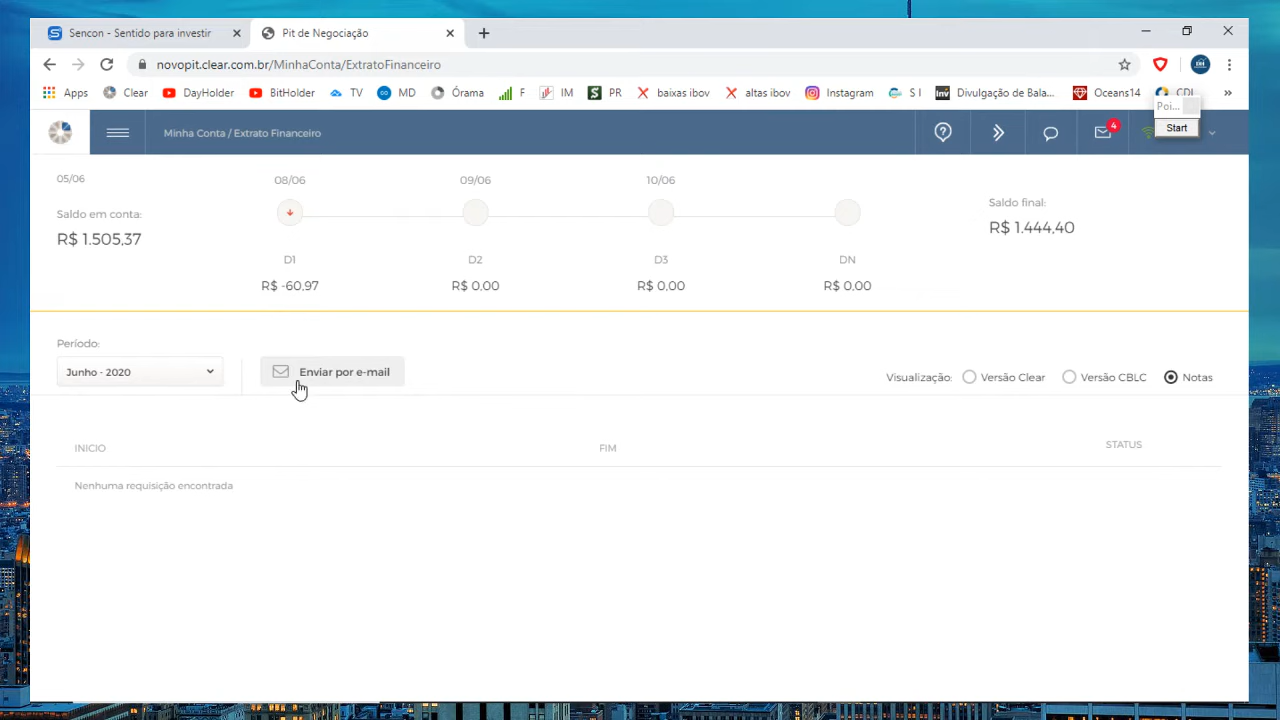 Sencon - Sentido para investir
Pit de Negociação
novopit.clear.com.br/MinhaConta/ExtratoFinanceiro
Apps Clear DayHolder BitHolder TV MD Órama F IM PR baixas ibov altas ibov Instagram S I Divulgação de Bala... Oceans14 CDI »
Poi...
Start
Minha Conta / Extrato Financeiro
4
05/06
08/06
09/06
10/06
Saldo em conta:
R$ 1.505,37
Saldo final:
R$ 1.444,40
D1
D2
D3
DN
R$ -60,97
R$ 0,00
R$ 0,00
R$ 0,00
Período:
Junho - 2020
Enviar por e-mail
Visualização: Versão Clear Versão CBLC Notas
INICIO
FIM
STATUS
Nenhuma requisição encontrada